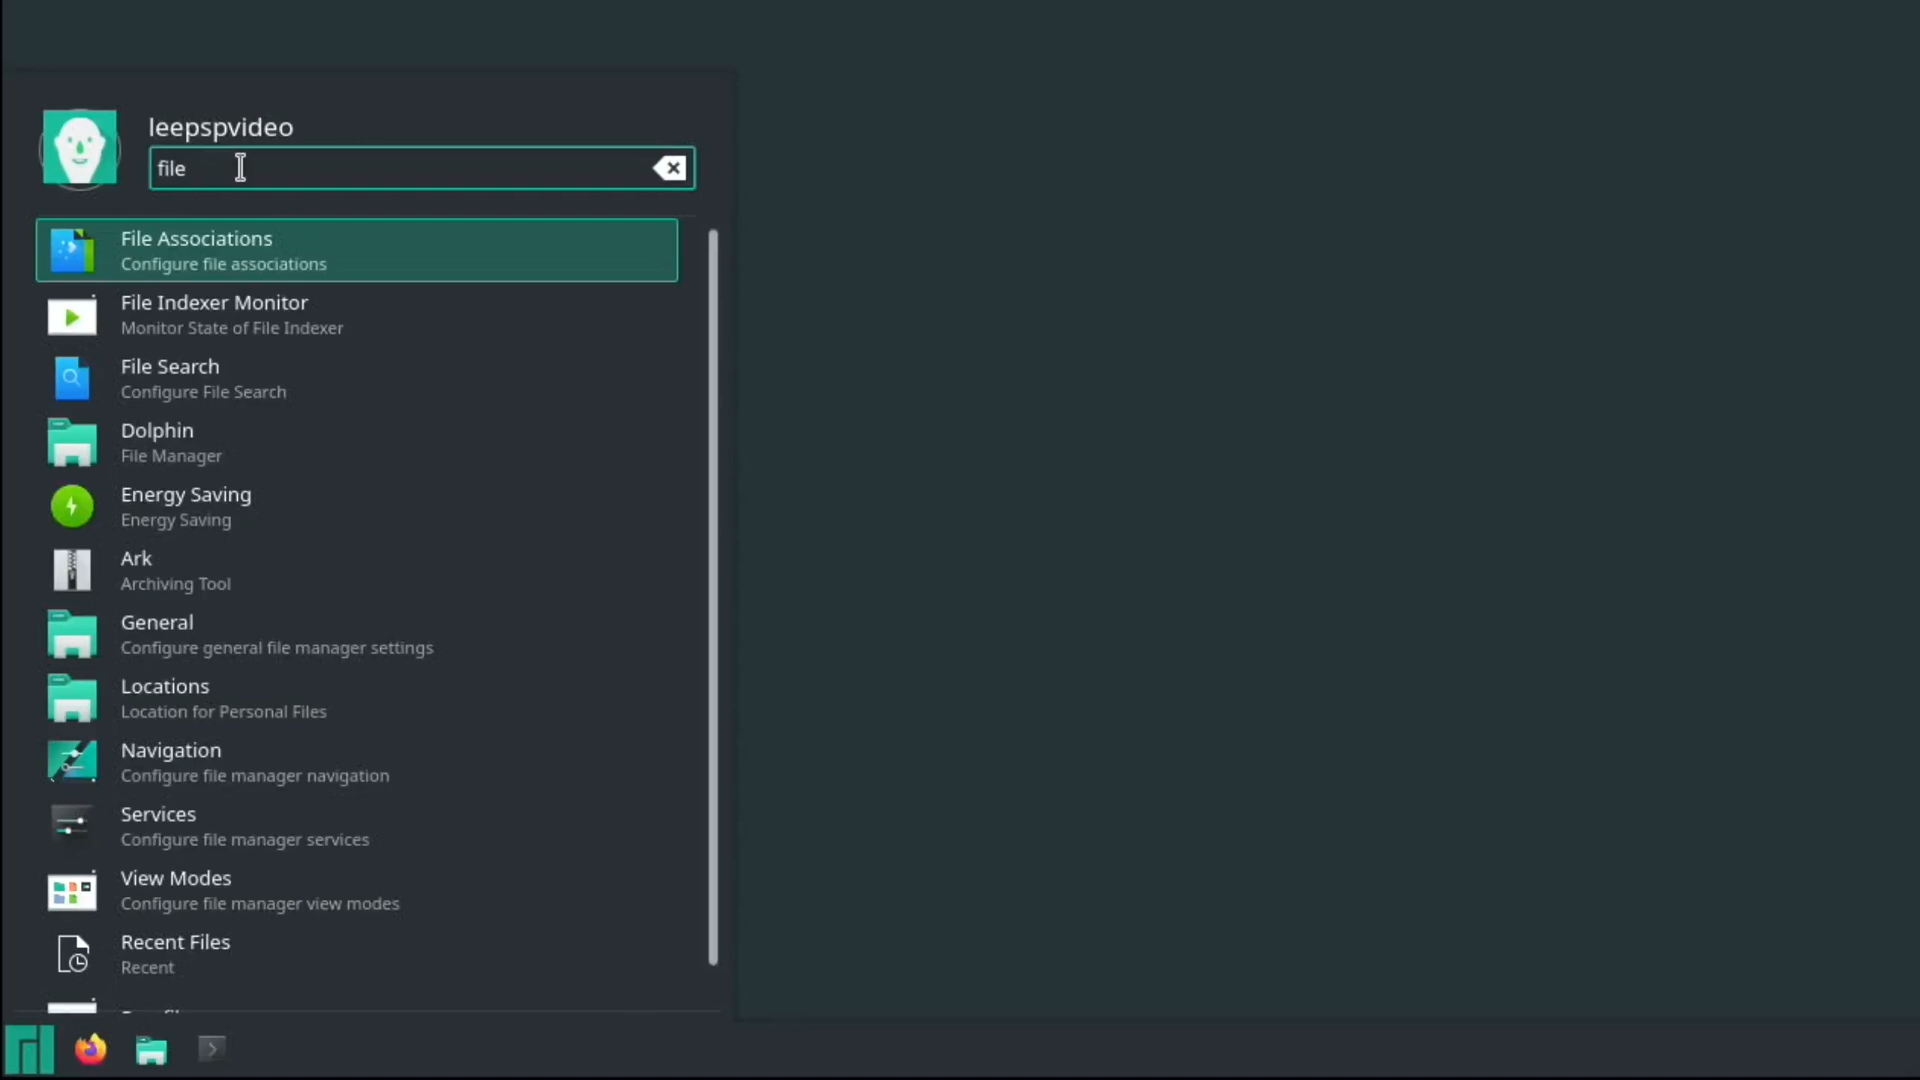 leepspvideo
file
File Associations
Configure file associations
File Indexer Monitor
Monitor State of File Indexer
File Search
Configure File Search
Dolphin
File Manager
Energy Saving
Energy Saving
Ark
Archiving Tool
General
Configure general file manager settings
Locations
Location for Personal Files
Navigation
Configure file manager navigation
Services
Configure file manager services
View Modes
Configure file manager view modes
Recent Files
Recent